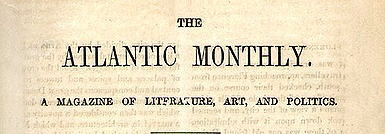 THE
ATLANTIC MONTHLY.
A MAGAZINE OF LITERATURE, ART, AND POLITICS.